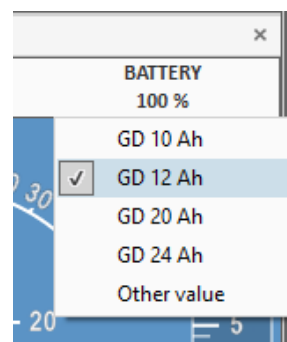 ×
BATTERY
100 %
GD 10 Ah
✓ GD 12 Ah
GD 20 Ah
GD 24 Ah
Other value
30
20
5